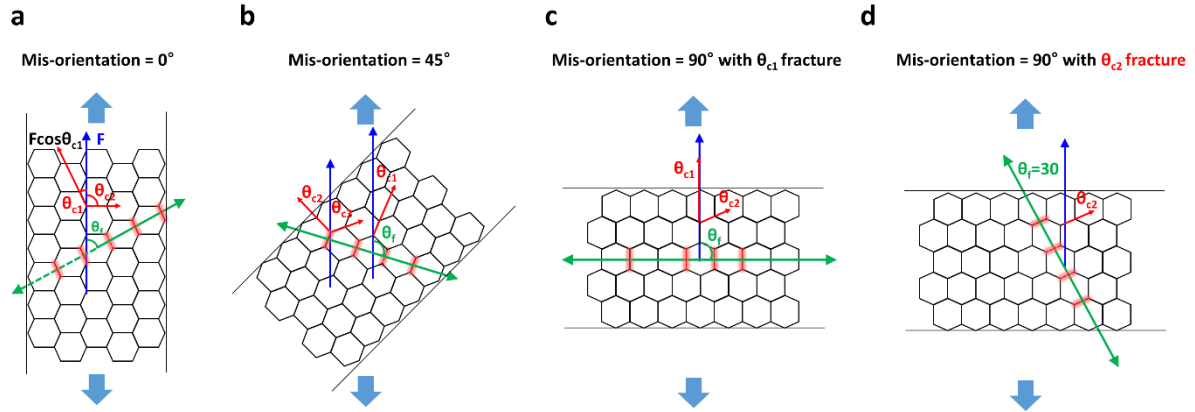 a
b
c
d
Mis-orientation = 0°
Mis-orientation = 45°
Mis-orientation = 90° with θc1 fracture
Mis-orientation = 90° with θc2 fracture
Fcosθc1
F
θc1
θc2
θf
θc2
θc1
θc3
θf
θc1
θc2
θf
θf=30
θc2